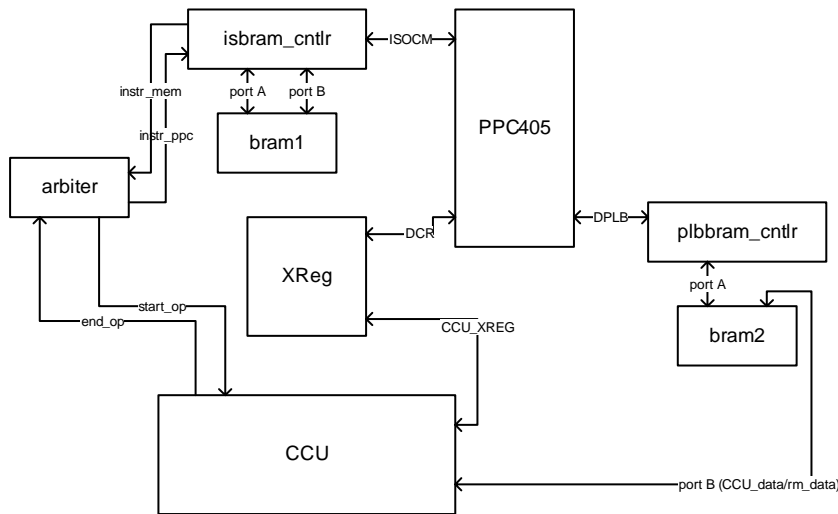 isbram_cntlr
ISOCM
instr_mem
port A
port B
PPC405
instr_ppc
bram1
arbiter
DPLB
plbbram_cntlr
DCR
XReg
port A
start_op
end_op
CCU_XREG
bram2
CCU
port B (CCU_data/rm_data)